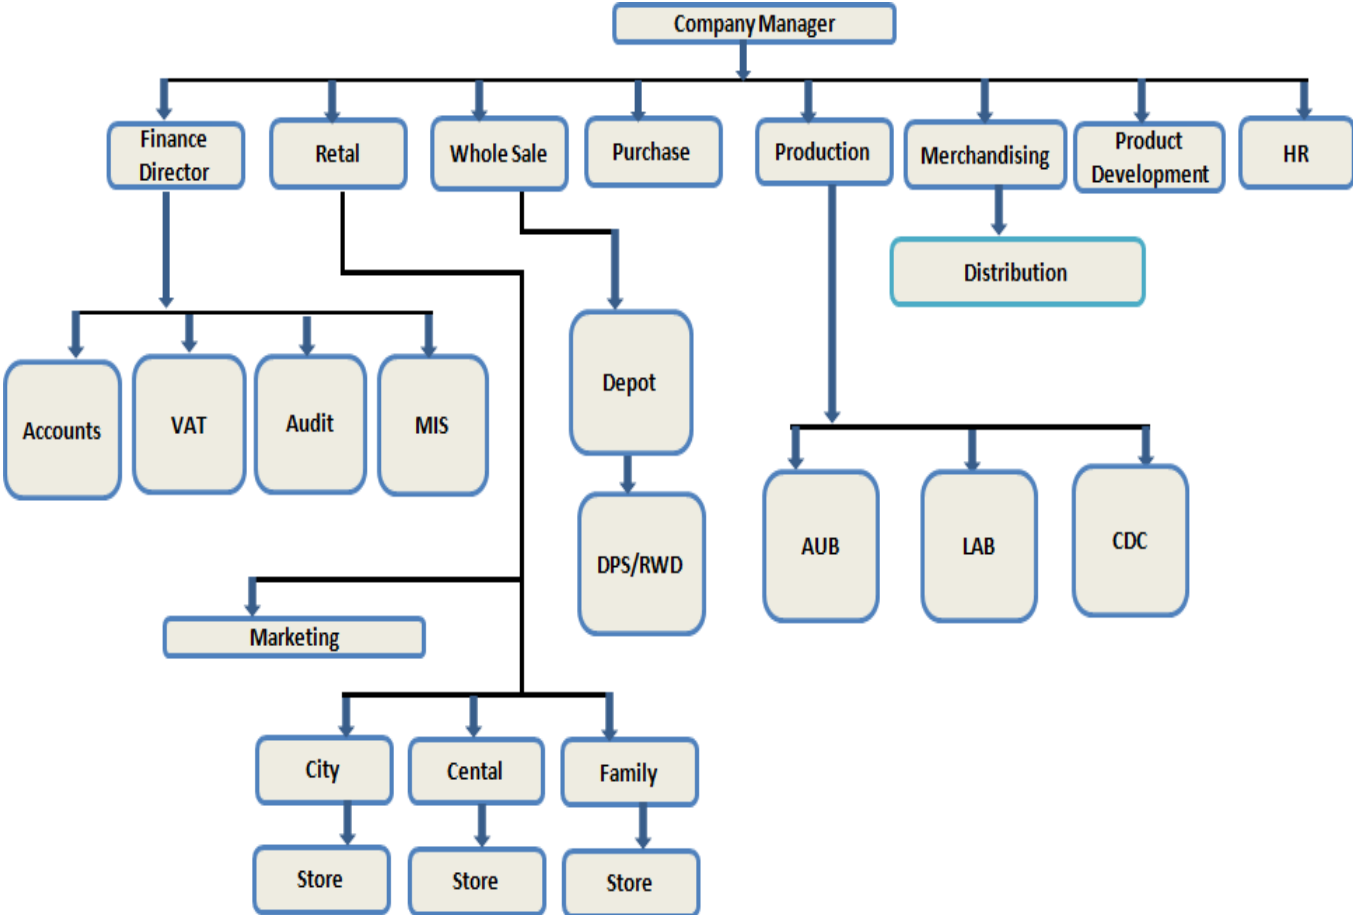 Company Manager
Finance
Director
Retal
Whole Sale
Purchase
Production
Merchandising
Product
Development
HR
Distribution
Accounts
VAT
Audit
MIS
Depot
DPS/RWD
AUB
LAB
CDC
Marketing
City
Cental
Family
Store
Store
Store